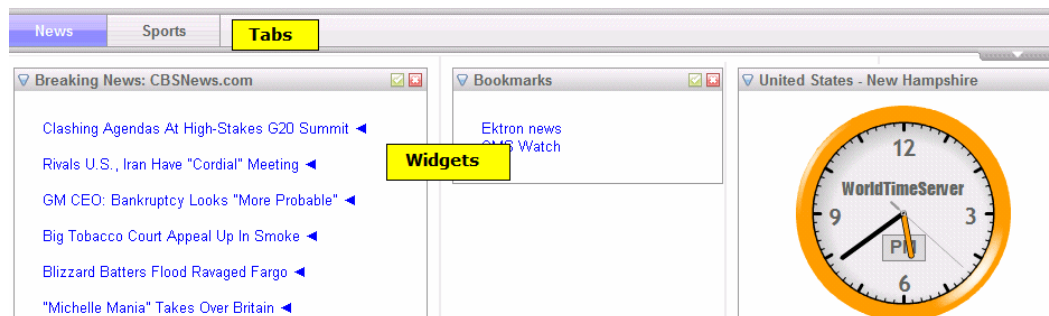 News
Sports
Tabs
Breaking News: CBSNews.com
Bookmarks
United States - New Hampshire
Clashing Agendas At High-Stakes G20 Summit
Rivals U.S., Iran Have "Cordial" Meeting
GM CEO: Bankruptcy Looks "More Probable"
Big Tobacco Court Appeal Up In Smoke
Blizzard Batters Flood Ravaged Fargo
"Michelle Mania" Takes Over Britain
Widgets
Ektron news
CMS Watch
12
WorldTimeServer
9
3
PM
6